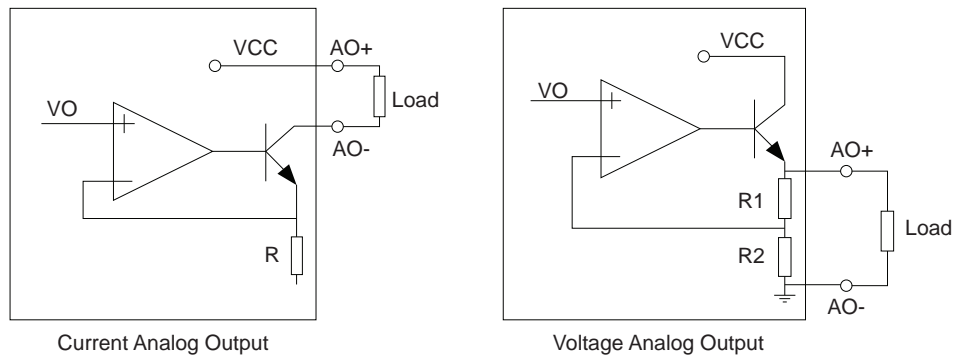 VCC
AO+
VO
Load
AO-
R
Current Analog Output
VCC
VO
AO+
R1
Load
R2
AO-
Voltage Analog Output